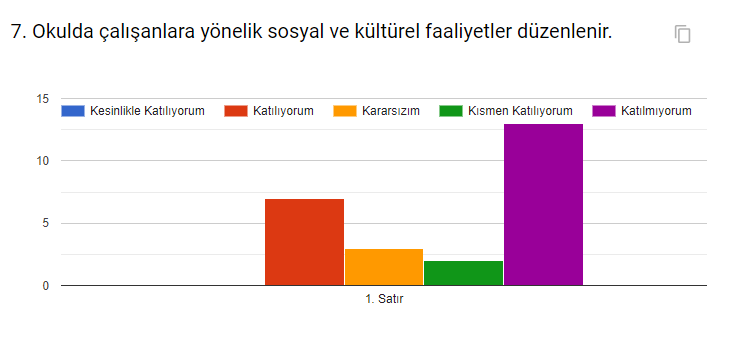 7. Okulda çalışanlara yönelik sosyal ve kültürel faaliyetler düzenlenir.
15
Kesinlikle Katılıyorum Katılıyorum Kararsızım Kısmen Katılıyorum Katılmıyorum
10
5
0
1. Satır